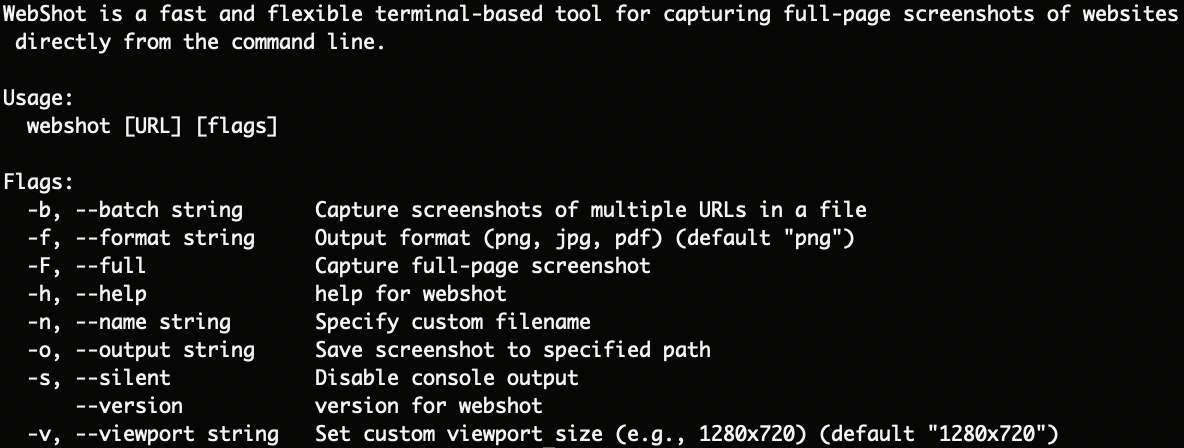 WebShot is a fast and flexible terminal-based tool for capturing full-page screenshots of websites
 directly from the command line.

Usage:
  webshot [URL] [flags]

Flags:
  -b, --batch string      Capture screenshots of multiple URLs in a file
  -f, --format string     Output format (png, jpg, pdf) (default "png")
  -F, --full              Capture full-page screenshot
  -h, --help              help for webshot
  -n, --name string       Specify custom filename
  -o, --output string     Save screenshot to specified path
  -s, --silent            Disable console output
      --version           version for webshot
  -v, --viewport string   Set custom viewport size (e.g., 1280x720) (default "1280x720")